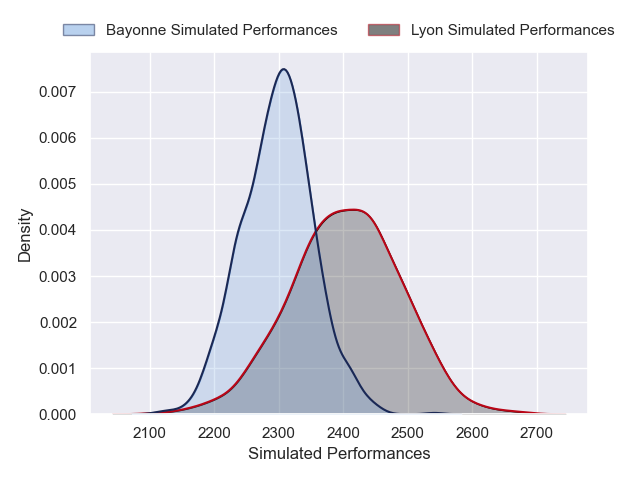 Bayonne Simulated Performances Lyon Simulated Performances
0.007
0.006
0.005
0.004
0.003
0.002
0.001
0.000
Density
2100 2200 2300 2400 2500 2600 2700
Simulated Performances